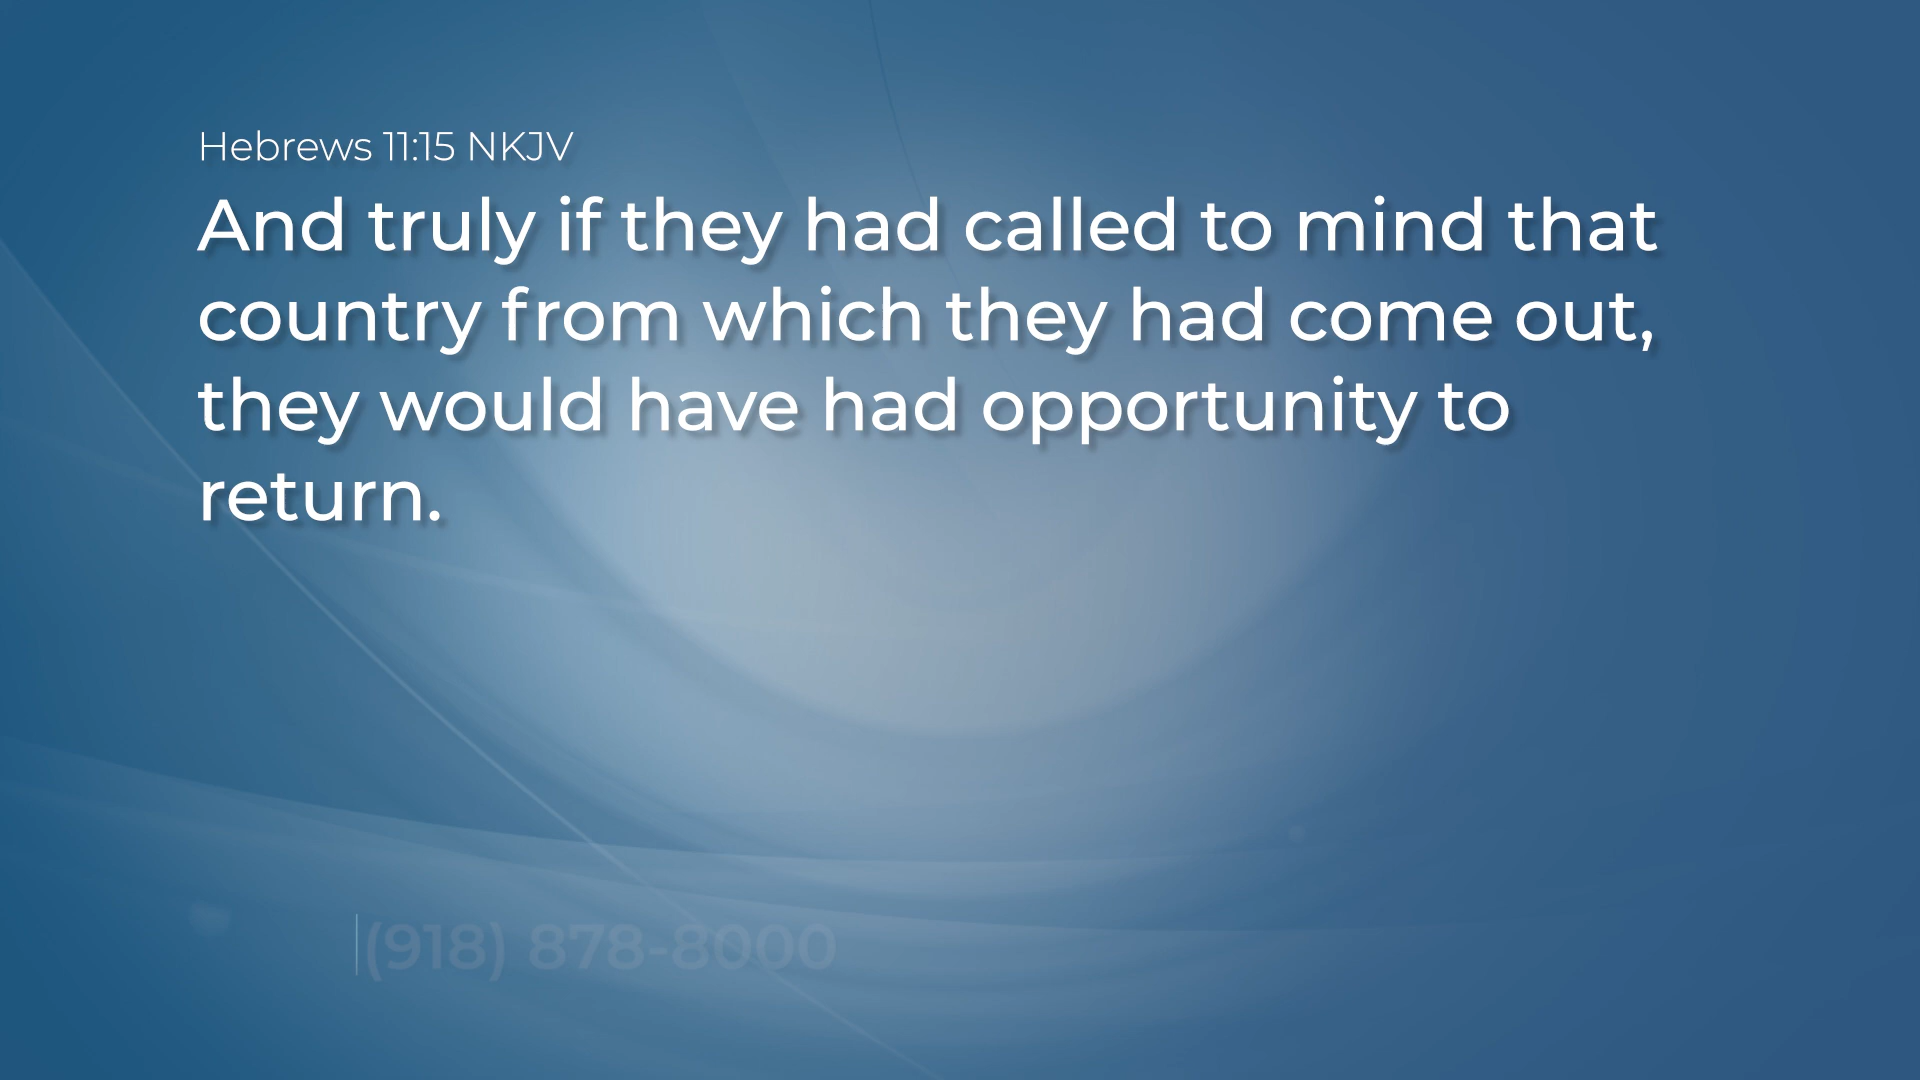 Hebrews 11:15 NKJV
And truly if they had called to mind that
country from which they had come out,
they would have had opportunity to
return.
(918) 878-8000